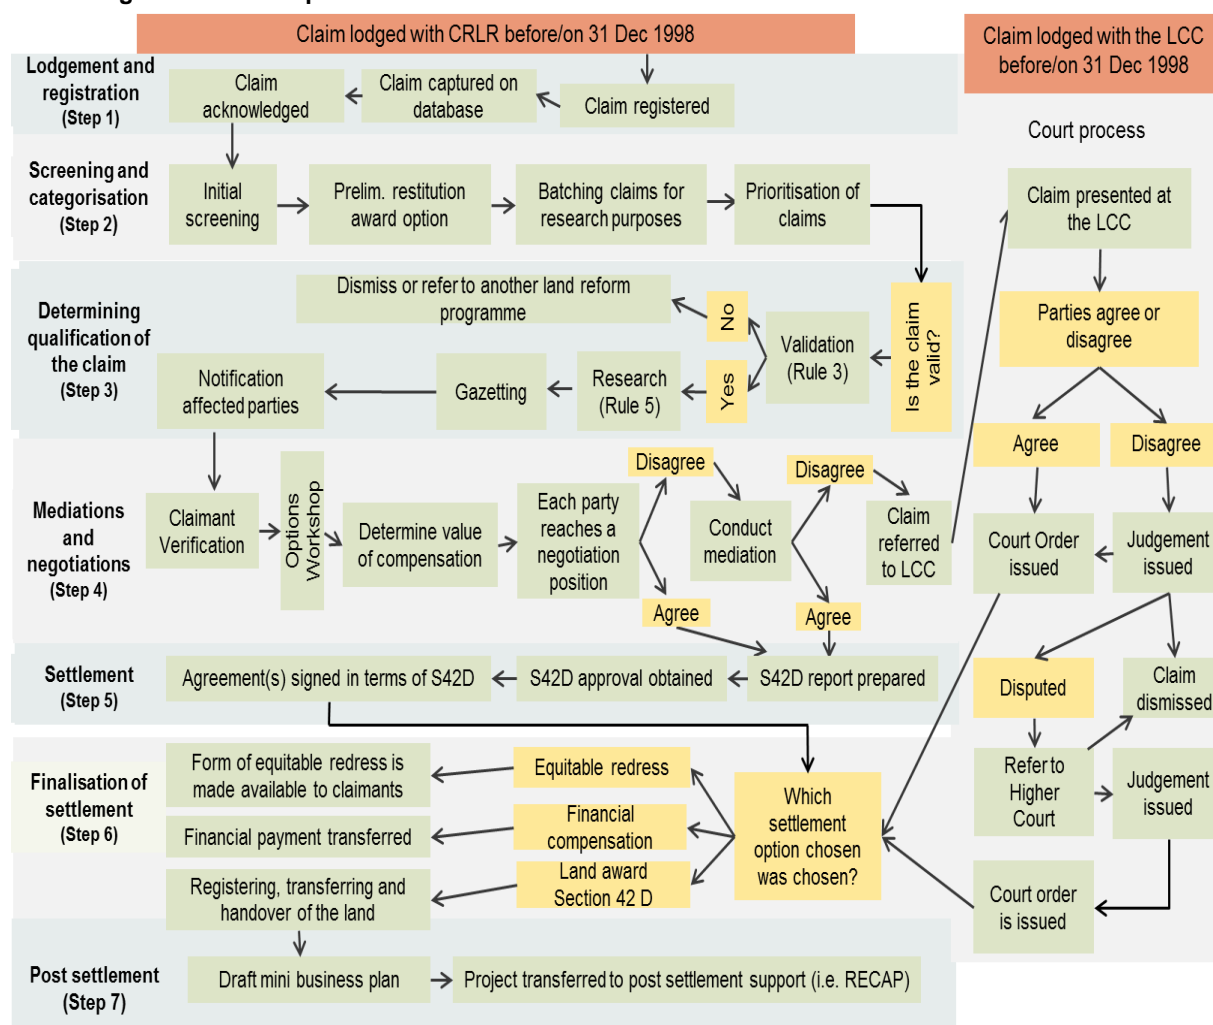 Claim lodged with CRLR before/on 31 Dec 1998
Claim lodged with the LCC
before/on 31 Dec 1998
Lodgement and
registration
(Step 1)
Claim
acknowledged
Claim captured on
database
Claim registered
Court process
Screening and
categorisation
(Step 2)
Initial
screening
Prelim. restitution
award option
Batching claims for
research purposes
Prioritisation of
claims
Claim presented at
the LCC
Determining
qualification of
the claim
(Step 3)
Dismiss or refer to another land reform
programme
No
Yes
Validation
(Rule 3)
Is the claim
valid?
Research
(Rule 5)
Gazetting
Notification
affected parties
Parties agree or
disagree
Agree
Disagree
Mediations
and
negotiations
(Step 4)
Claimant
Verification
Options
Workshop
Determine value
of compensation
Each party
reaches a
negotiation
position
Disagree
Agree
Conduct
mediation
Disagree
Agree
Claim
referred
to LCC
Court Order
issued
Judgement
issued
Settlement
(Step 5)
Agreement(s) signed in terms of S42D
S42D approval obtained
S42D report prepared
Disputed
Claim
dismissed
Finalisation of
settlement
(Step 6)
Form of equitable redress is
made available to claimants
Equitable redress
Financial payment transferred
Financial
compensation
Registering, transferring and
handover of the land
Land award
Section 42 D
Which
settlement
option chosen
was chosen?
Refer to
Higher
Court
Judgement
issued
Court order
is issued
Post settlement
(Step 7)
Draft mini business plan
Project transferred to post settlement support (i.e. RECAP)